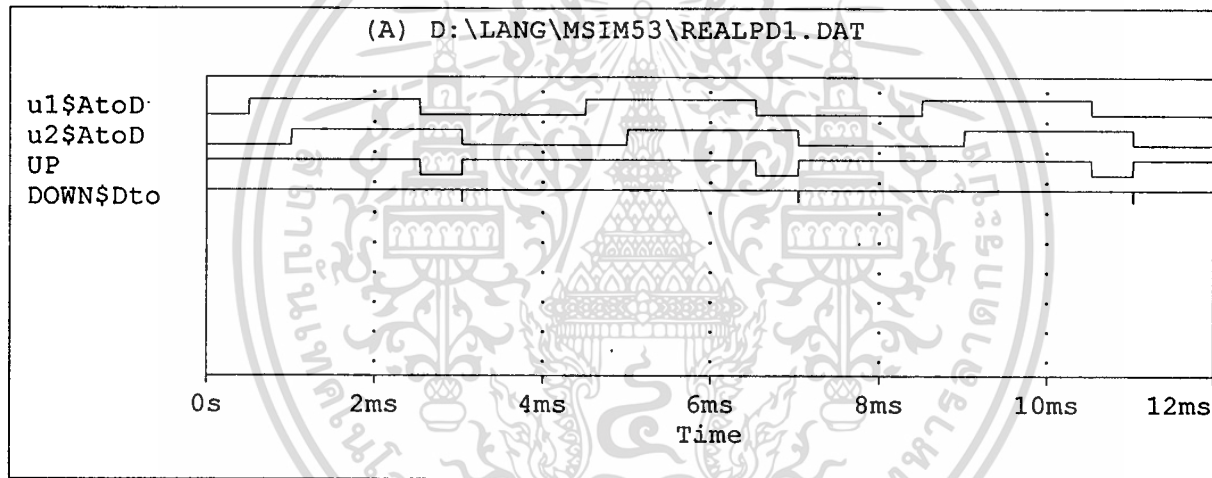 (A) D:\LANG\MSIM53\REALPD1.DAT
u1$AtoD
u2$AtoD
UP
DOWN$Dto
0s 2ms 4ms 6ms 8ms 10ms 12ms
Time